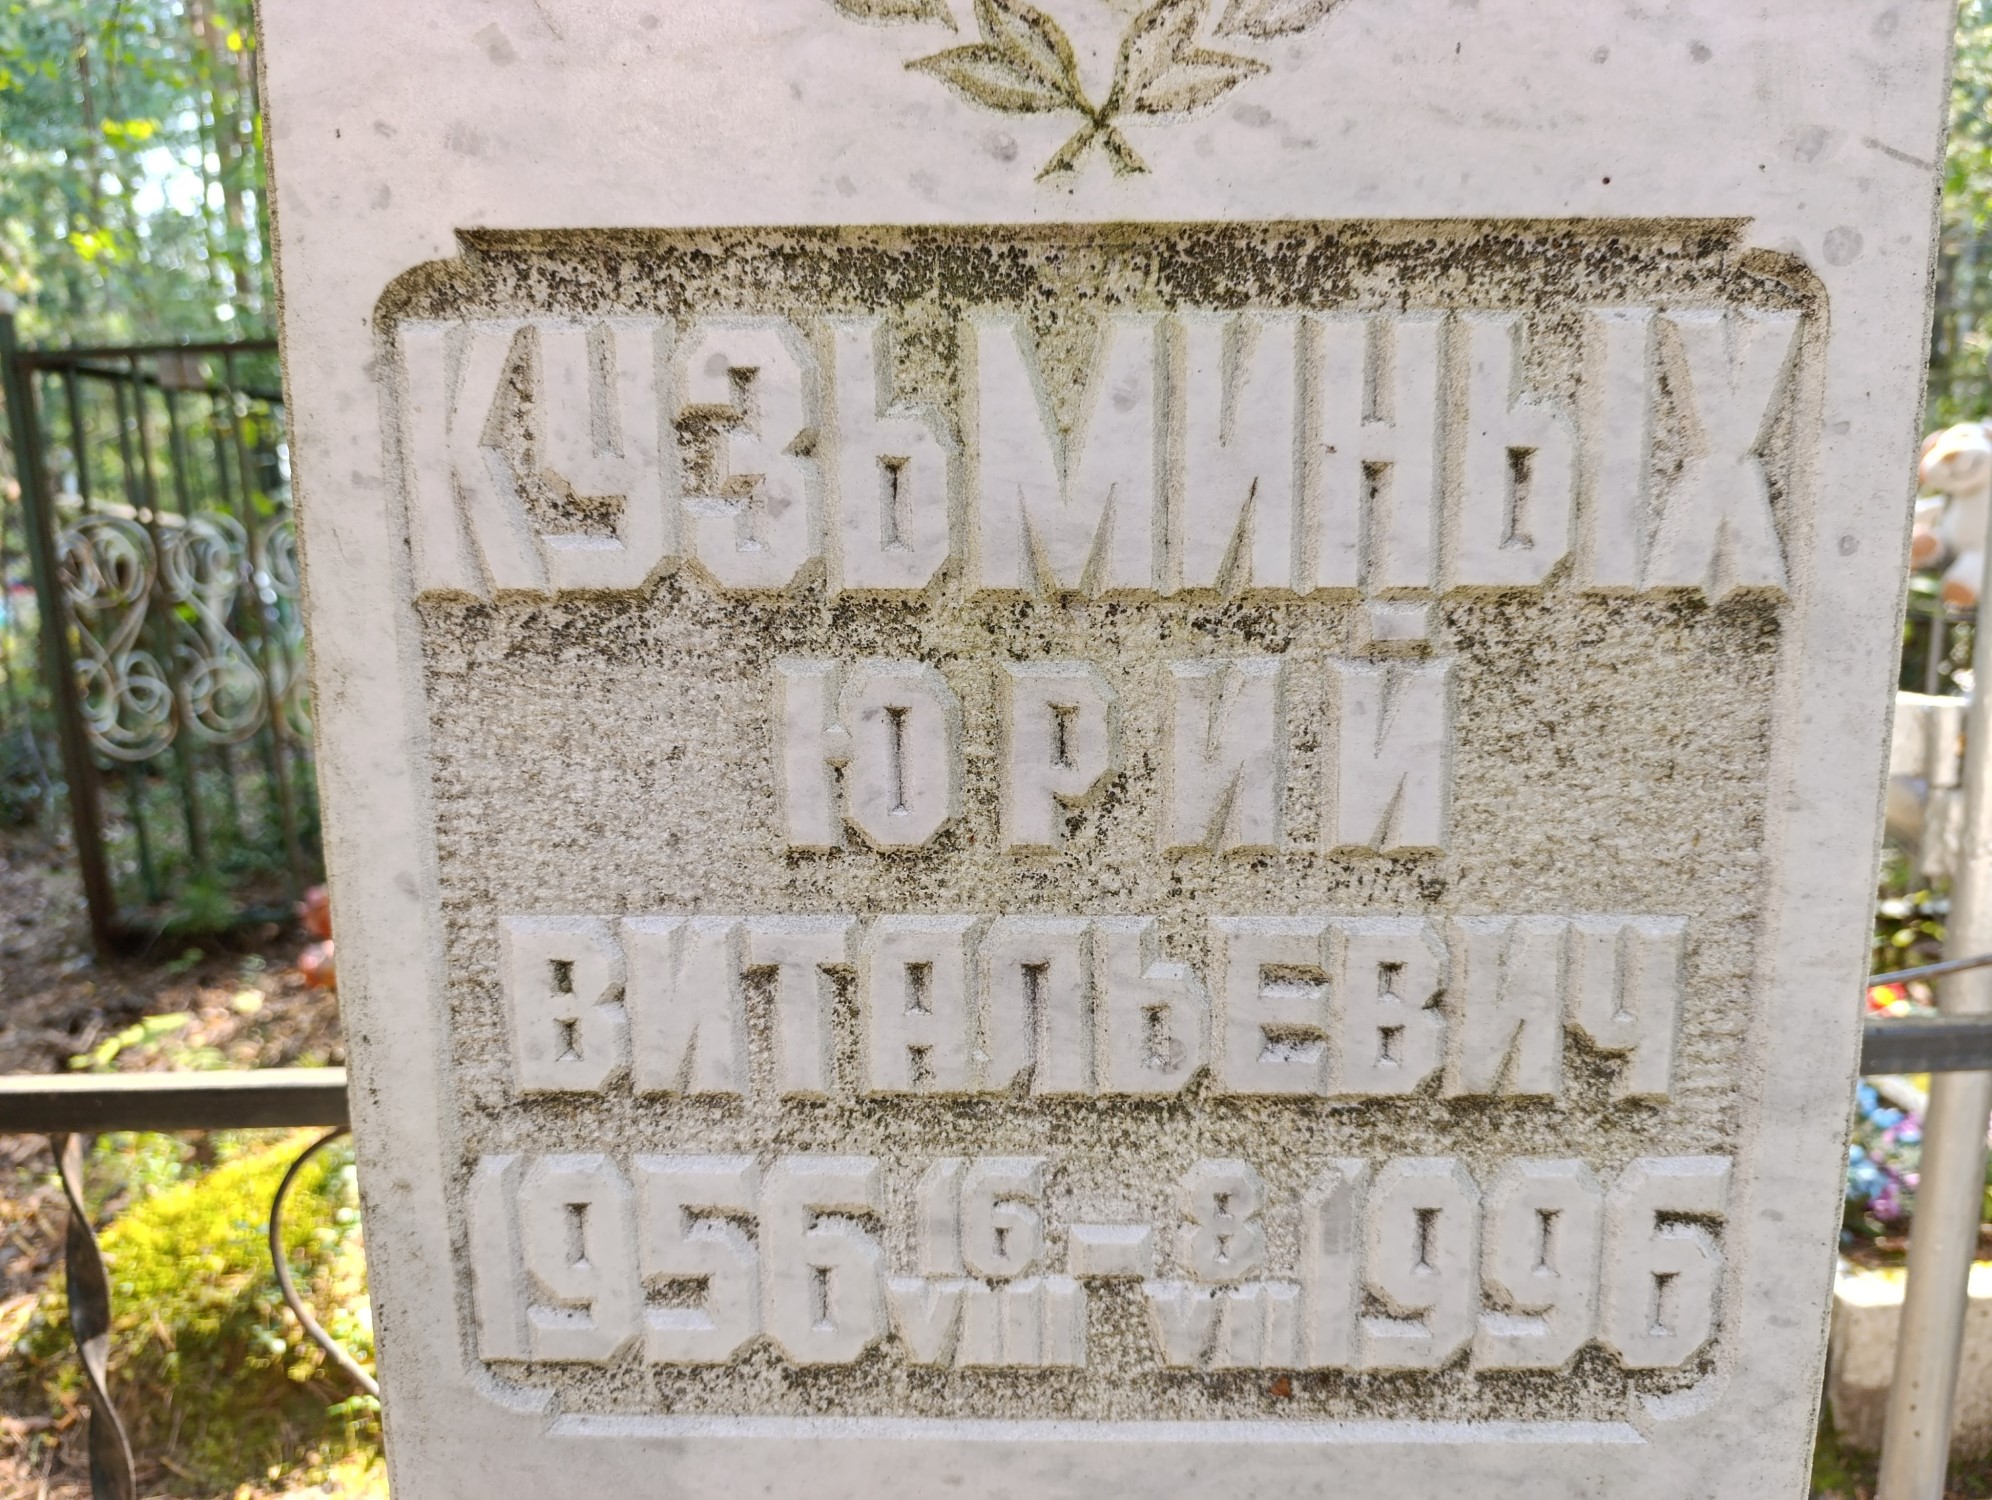 КУЗЬМИНЫХ
ЮРИЙ
ВИТАЛЬЕВИЧ
1956 16/VIII – 8/VII 1996